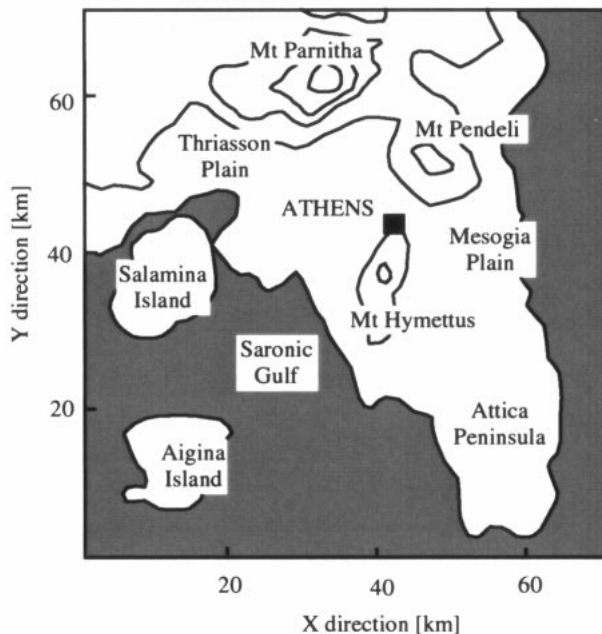 Mt Parnitha
60
Mt Pendeli
Thriasson
Plain
ATHENS
Mesogia
Plain
40
Salamina
Island
Mt Hymettus
Saronic
Gulf
20
Attica
Peninsula
Aigina
Island
20
40
60
X direction [km]
Y direction [km]